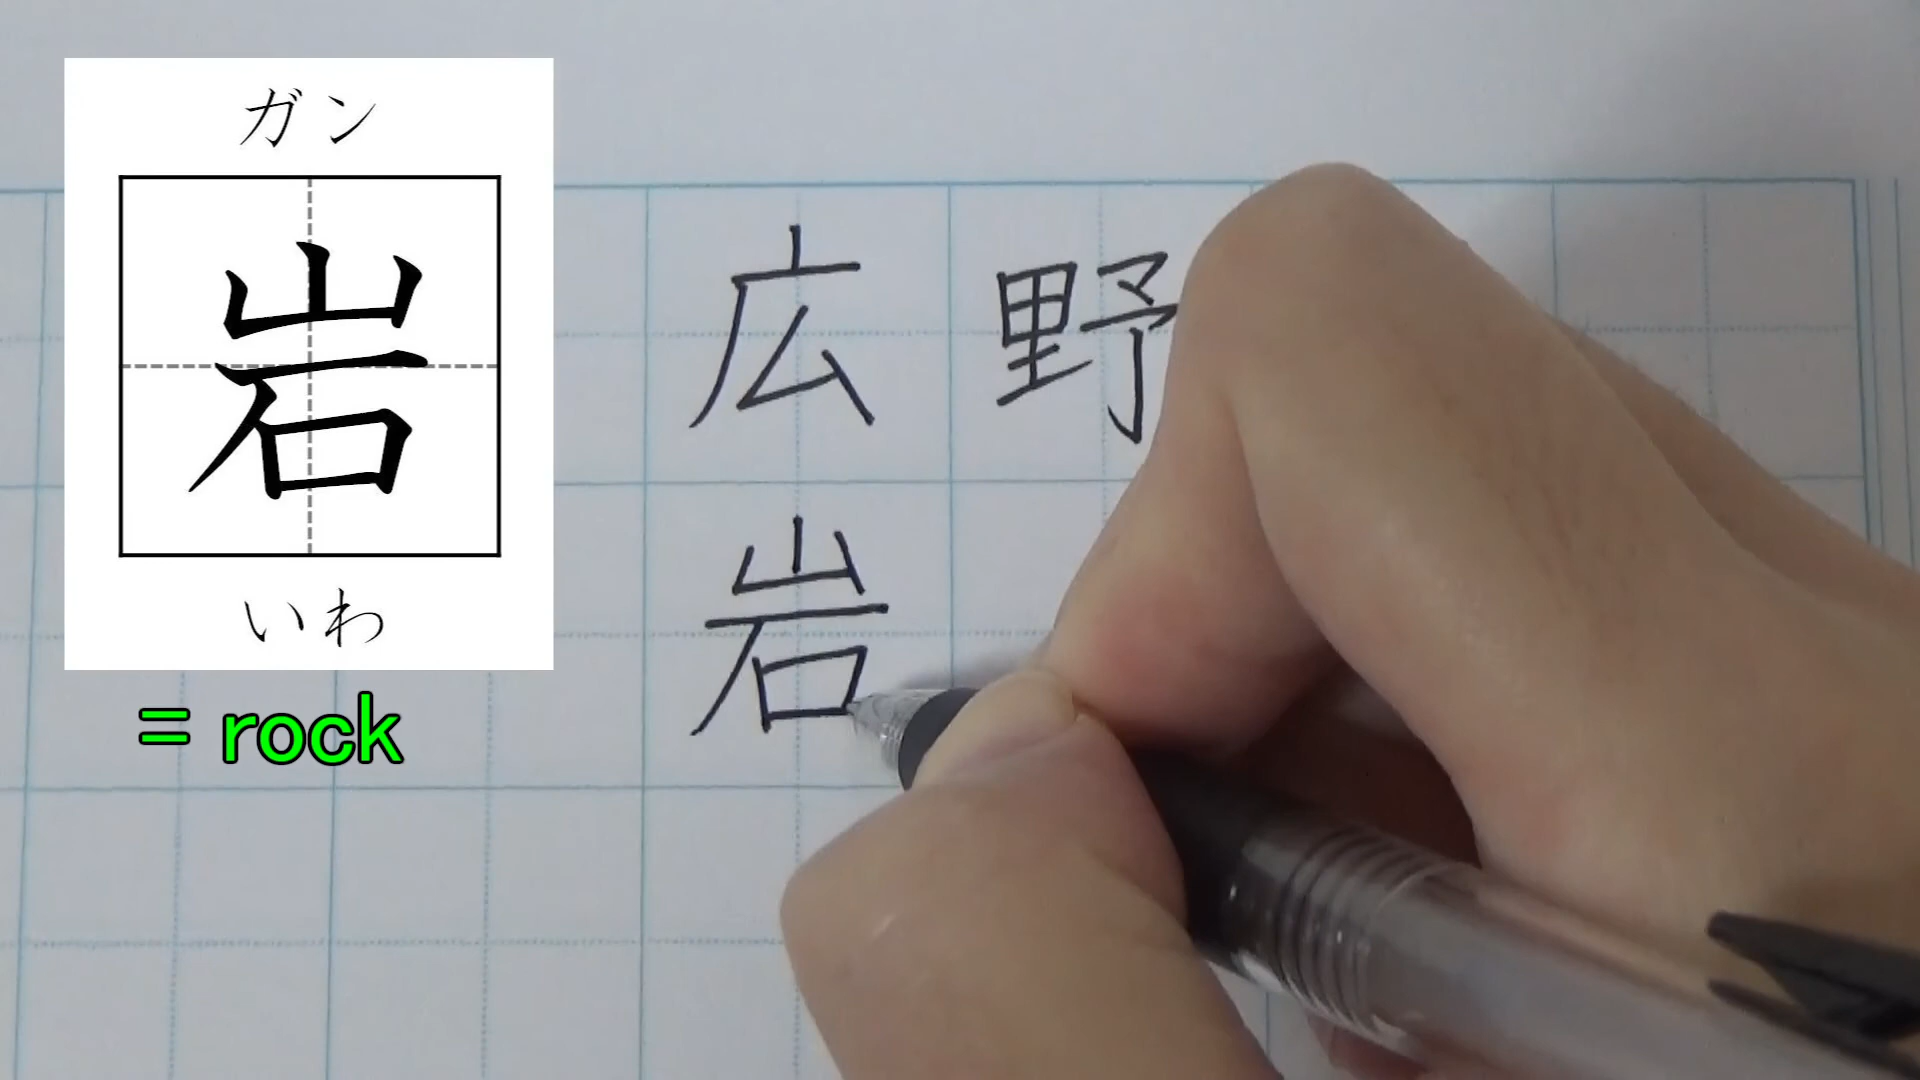 ガン
岩
いわ
= rock
広野
岩